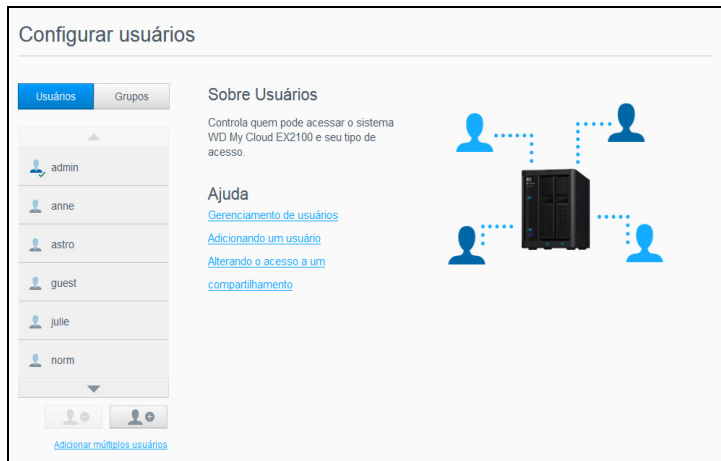 Configurar usuários
Usuários
Grupos
admin
anne
astro
guest
julie
norm
Adicionar múltiplos usuários
Sobre Usuários
Controla quem pode acessar o sistema
WD My Cloud EX2100 e seu tipo de
acesso.
Ajuda
Gerenciamento de usuários
Adicionando um usuário
Alterando o acesso a um
compartilhamento